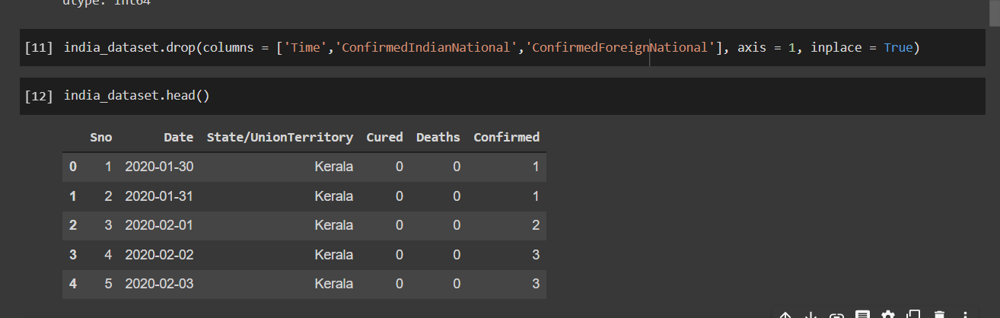 dtype: int64
[11] india_dataset.drop(columns = ['Time','ConfirmedIndianNational','ConfirmedForeignNational'], axis = 1, inplace = True)
[12] india_dataset.head()
Sno Date State/UnionTerritory Cured Deaths Confirmed
0 1 2020-01-30 Kerala 0 0 1
1 2 2020-01-31 Kerala 0 0 1
2 3 2020-02-01 Kerala 0 0 2
3 4 2020-02-02 Kerala 0 0 3
4 5 2020-02-03 Kerala 0 0 3